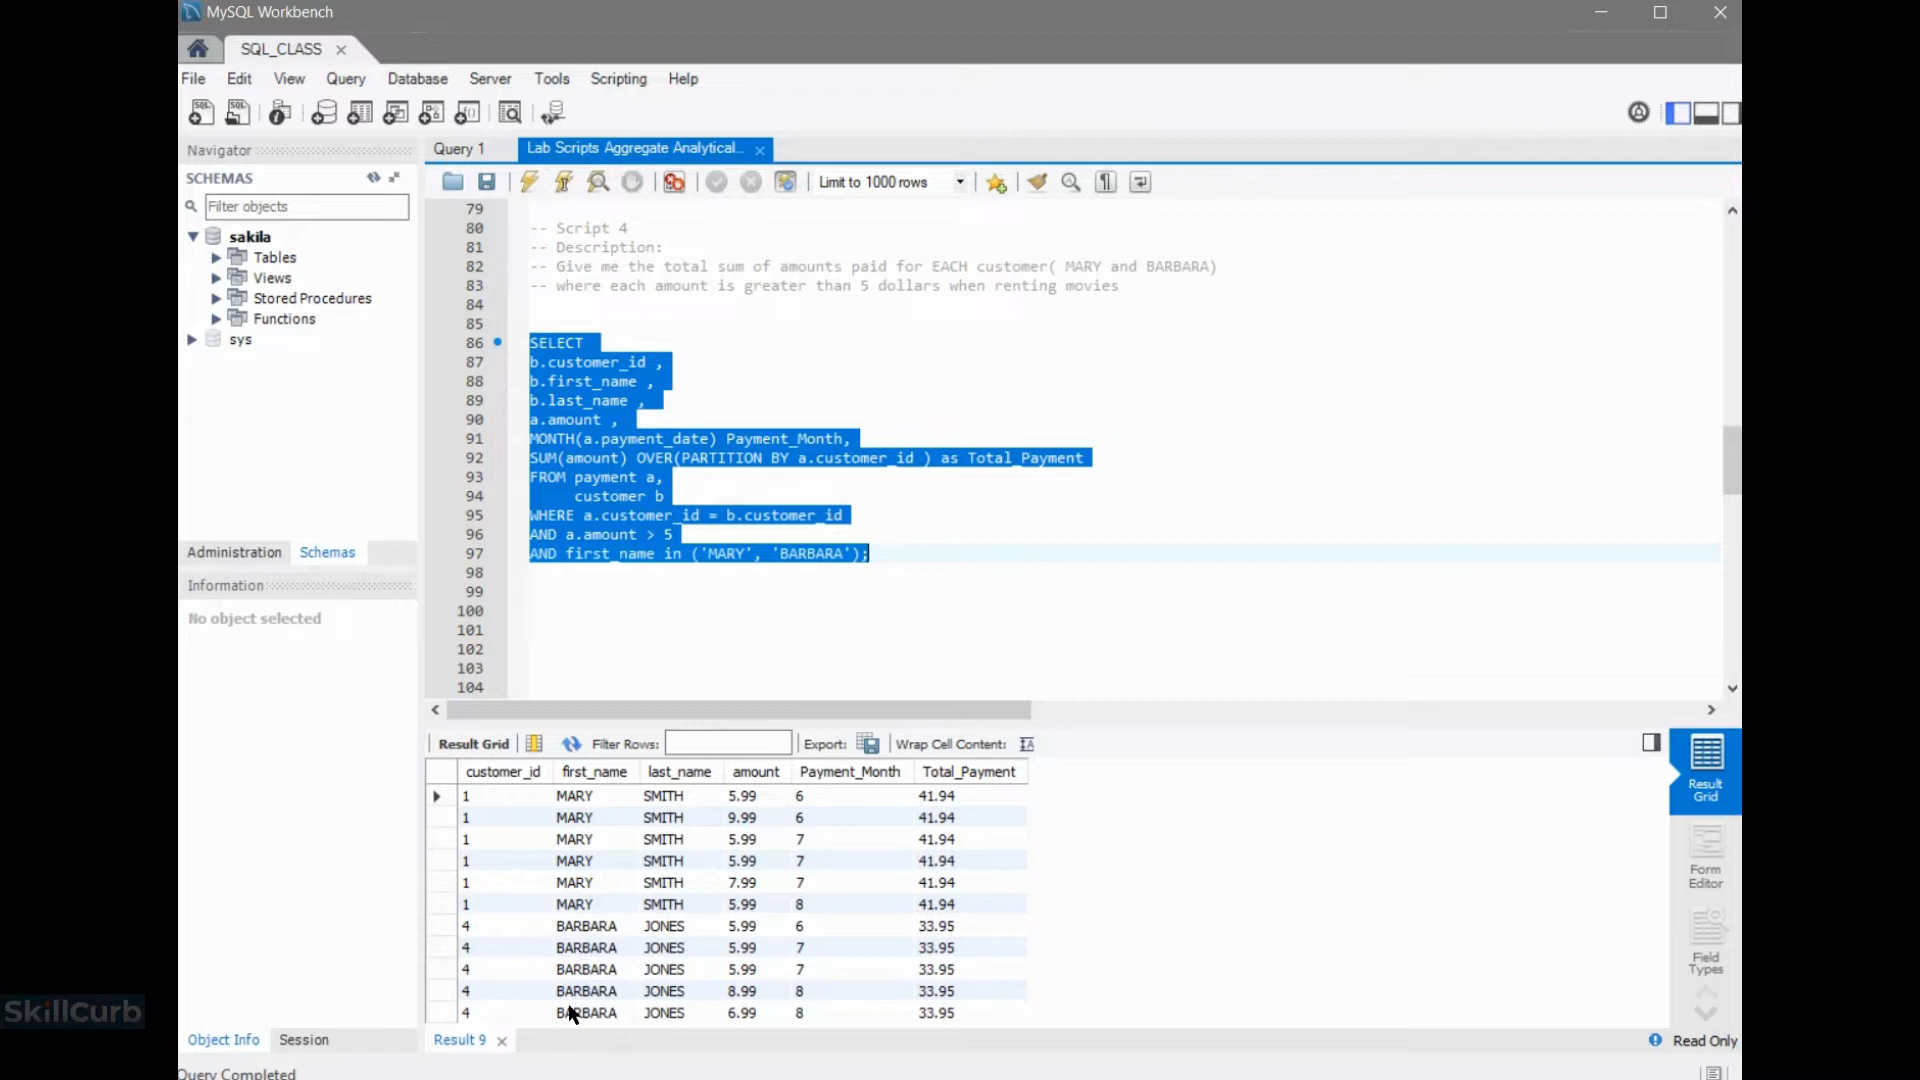 MySQL Workbench
SQL_CLASS
File Edit View Query Database Server Tools Scripting Help
Navigator
SCHEMAS
Filter objects
sakila
Tables
Views
Stored Procedures
Functions
sys
Administration Schemas
Information
No object selected
Object Info Session
Query Completed
Query 1 Lab Scripts Aggregate Analytical...
Limit to 1000 rows
79
80 -- Script 4
81 -- Description:
82 -- Give me the total sum of amounts paid for EACH customer( MARY and BARBARA)
83 -- where each amount is greater than 5 dollars when renting movies
84
85
86 SELECT
87 b.customer_id ,
88 b.first_name ,
89 b.last_name ,
90 a.amount ,
91 MONTH(a.payment_date) Payment_Month,
92 SUM(amount) OVER(PARTITION BY a.customer_id ) as Total_Payment
93 FROM payment a,
94 customer b
95 WHERE a.customer_id = b.customer_id
96 AND a.amount > 5
97 AND first_name in ('MARY', 'BARBARA');
98
99
100
101
102
103
104
Result Grid Filter Rows: Export: Wrap Cell Content:
customer_id first_name last_name amount Payment_Month Total_Payment
1 MARY SMITH 5.99 6 41.94
1 MARY SMITH 9.99 6 41.94
1 MARY SMITH 5.99 7 41.94
1 MARY SMITH 5.99 7 41.94
1 MARY SMITH 7.99 7 41.94
1 MARY SMITH 5.99 8 41.94
4 BARBARA JONES 5.99 6 33.95
4 BARBARA JONES 5.99 7 33.95
4 BARBARA JONES 5.99 7 33.95
4 BARBARA JONES 8.99 8 33.95
4 BARBARA JONES 6.99 8 33.95
Result
Grid
Form
Editor
Field
Types
Result 9
Read Only
SkillCurb